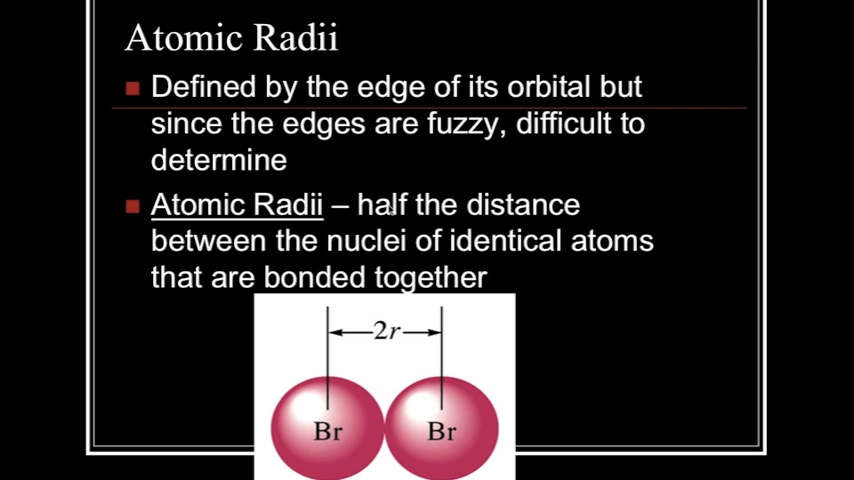 Atomic Radii
Defined by the edge of its orbital but
since the edges are fuzzy, difficult to
determine
Atomic Radii – half the distance
between the nuclei of identical atoms
that are bonded together
2r
Br Br